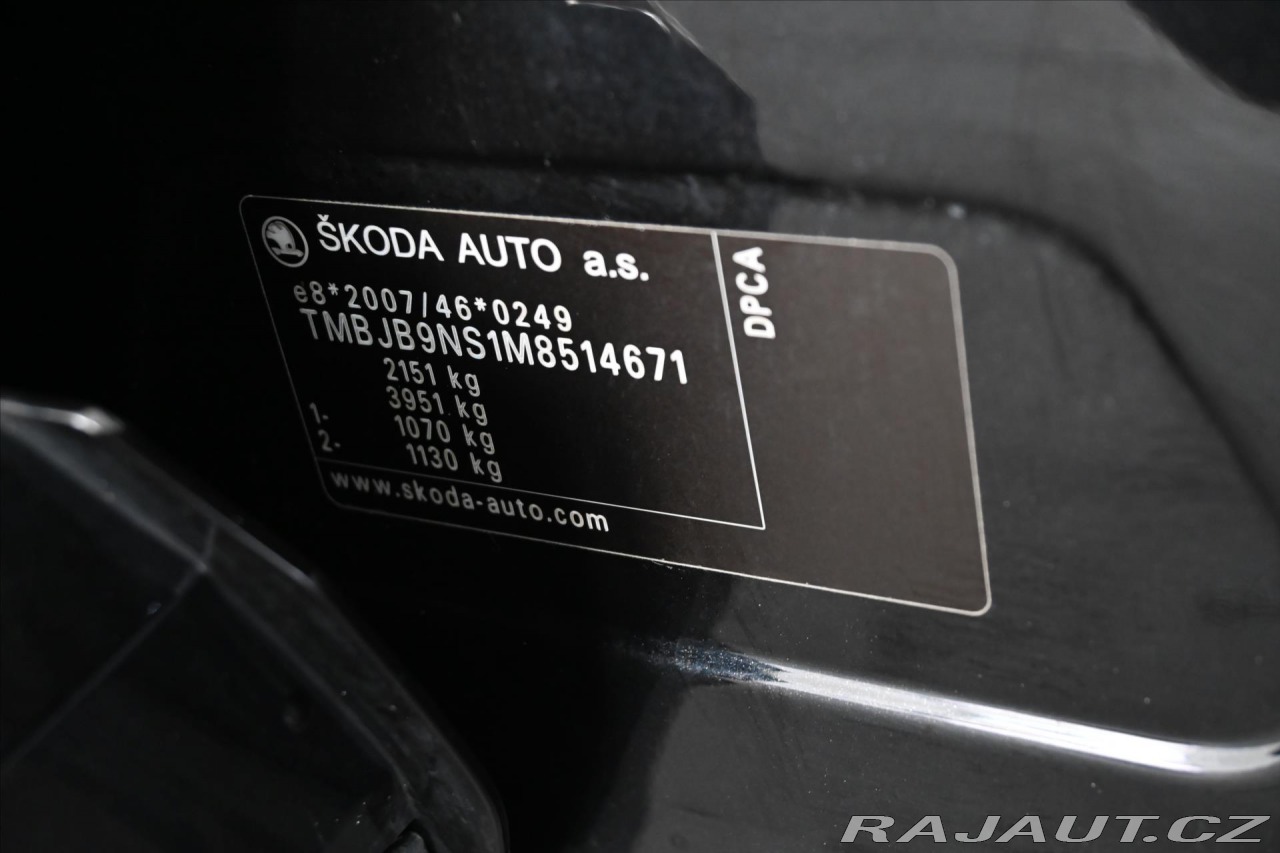 ŠKODA AUTO a.s.
e8*2007/46*0249
TMBJB9NS1M8514671
2151 kg
3951 kg
1- 1070 kg
2- 1130 kg
www.skoda-auto.com
DPCA
RAJAUT.CZ